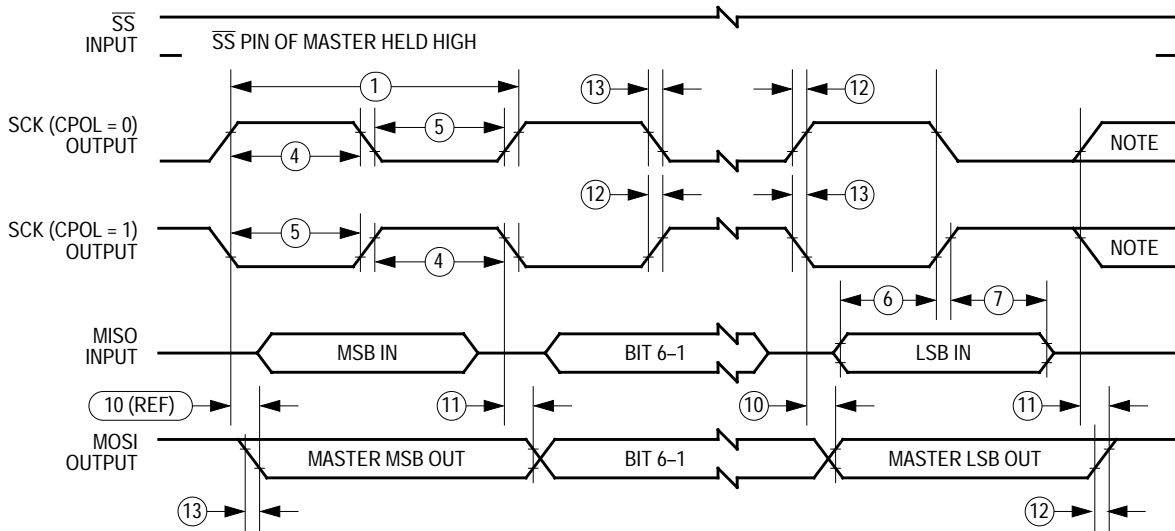 SS
INPUT
SS PIN OF MASTER HELD HIGH
1
13
12
SCK (CPOL = 0)
OUTPUT
5
4
NOTE
12
13
SCK (CPOL = 1)
OUTPUT
5
4
NOTE
6
7
MISO
INPUT
MSB IN
BIT 6–1
LSB IN
10 (REF)
11
10
11
MOSI
OUTPUT
MASTER MSB OUT
BIT 6–1
MASTER LSB OUT
13
12